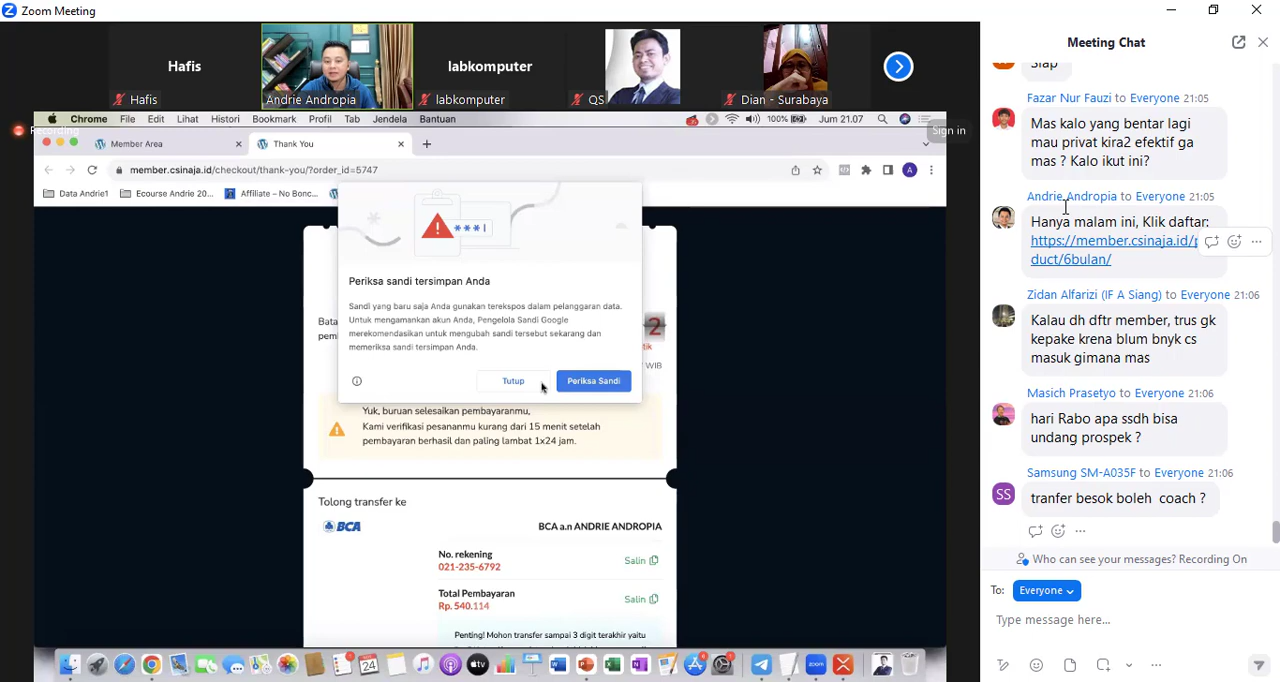 Zoom Meeting
Hafis
labkomputer
Hafis
Andrie Andropia
labkomputer
QS
Dian - Surabaya
Recording
Sign in
Chrome File Edit Lihat Histori Bookmark Profil Tab Jendela Bantuan
100% Jum 21.07
Member Area
Thank You
member.csinaja.id/checkout/thank-you/?order_id=5747
A
Data Andrie1
Ecourse Andrie 20...
Affiliate – No Bonc...
Periksa sandi tersimpan Anda
Sandi yang baru saja Anda gunakan terekspos dalam pelanggaran data.
Untuk mengamankan akun Anda, Pengelola Sandi Google
merekomendasikan untuk mengubah sandi tersebut sekarang dan
memeriksa sandi tersimpan Anda.
Tutup
Periksa Sandi
Bata
pem
2
tik
WIB
Yuk, buruan selesaikan pembayaranmu,
Kami verifikasi pesananmu kurang dari 15 menit setelah
pembayaran berhasil dan paling lambat 1x24 jam.
Tolong transfer ke
BCA
BCA a.n ANDRIE ANDROPIA
No. rekening
021-235-6792
Salin
Total Pembayaran
Rp. 540.114
Salin
Penting! Mohon transfer sampai 3 digit terakhir yaitu
Meeting Chat
Siap
Fazar Nur Fauzi to Everyone 21:05
Mas kalo yang bentar lagi
mau privat kira2 efektif ga
mas ? Kalo ikut ini?
Andrie Andropia to Everyone 21:05
Hanya malam ini, Klik daftar:
https://member.csinaja.id/p
duct/6bulan/
Zidan Alfarizi (IF A Siang) to Everyone 21:06
Kalau dh dftr member, trus gk
kepake krena blum bnyk cs
masuk gimana mas
Masich Prasetyo to Everyone 21:06
hari Rabo apa ssdh bisa
undang prospek ?
Samsung SM-A035F to Everyone 21:06
SS
tranfer besok boleh coach ?
Who can see your messages? Recording On
To: Everyone
Type message here...